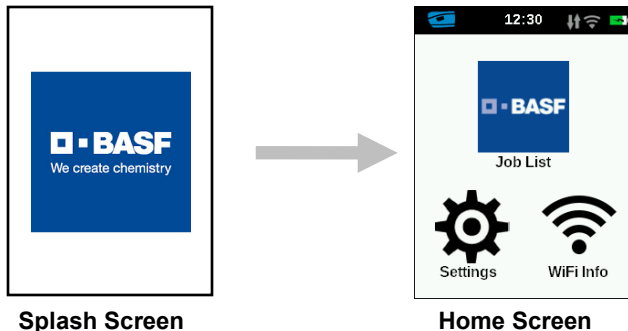 BASF
We create chemistry
Splash Screen
12:30
BASF
Job List
Settings
WiFi Info
Home Screen